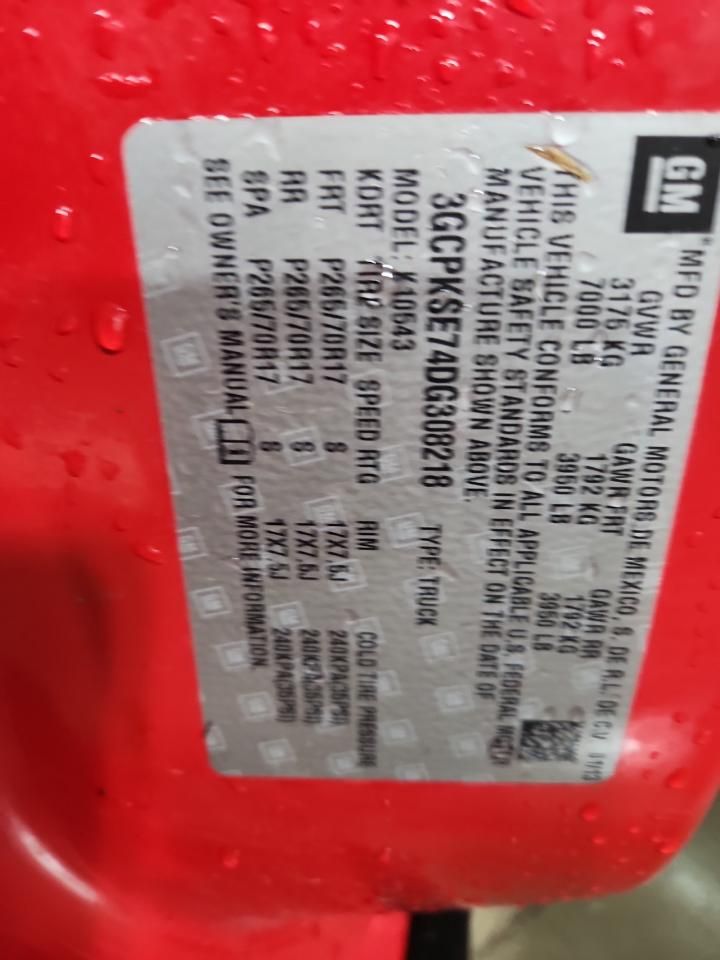 GM
MFD BY GENERAL MOTORS DE MEXICO, S. DE R.L. DE C.V. 01/13
GVWR GAWR FRT GAWR RR
3175 KG 1792 KG 1792 KG
7000 LB 3950 LB 3950 LB
THIS VEHICLE CONFORMS TO ALL APPLICABLE U.S. FEDERAL MOTOR
VEHICLE SAFETY STANDARDS IN EFFECT ON THE DATE OF
MANUFACTURE SHOWN ABOVE.
3GCPKSE74DG308218 TYPE: TRUCK
MODEL: K10543
KDRT TIRE SIZE SPEED RTG RIM COLD TIRE PRESSURE
FRT P265/70R17 S 17X7.5J 240KPA(35PSI)
RR P265/70R17 S 17X7.5J 240KPA(35PSI)
SPA P265/70R17 S 17X7.5J 240KPA(35PSI)
SEE OWNER'S MANUAL FOR MORE INFORMATION